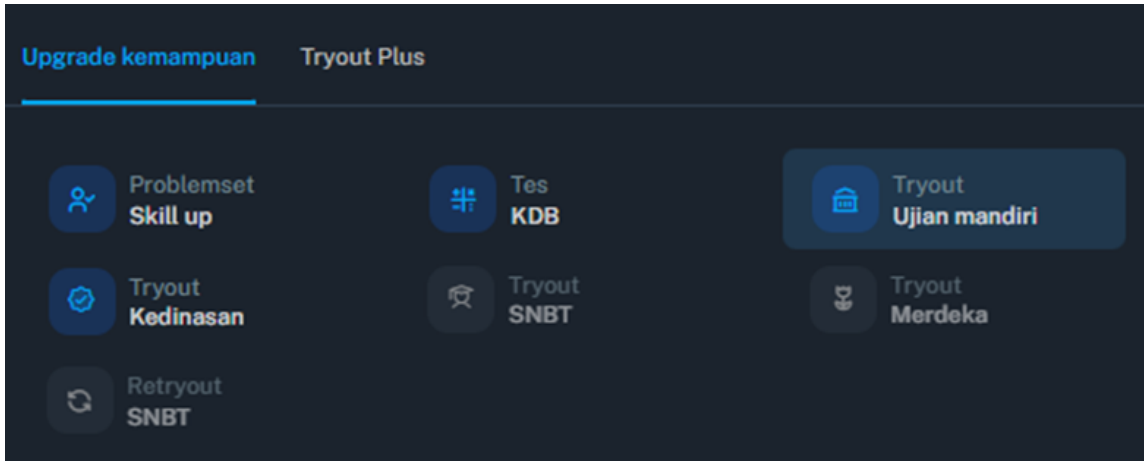 Upgrade kemampuan
Tryout Plus
Problemset
Skill up
Tes
KDB
Tryout
Ujian mandiri
Tryout
Kedinasan
Tryout
SNBT
Tryout
Merdeka
Retryout
SNBT